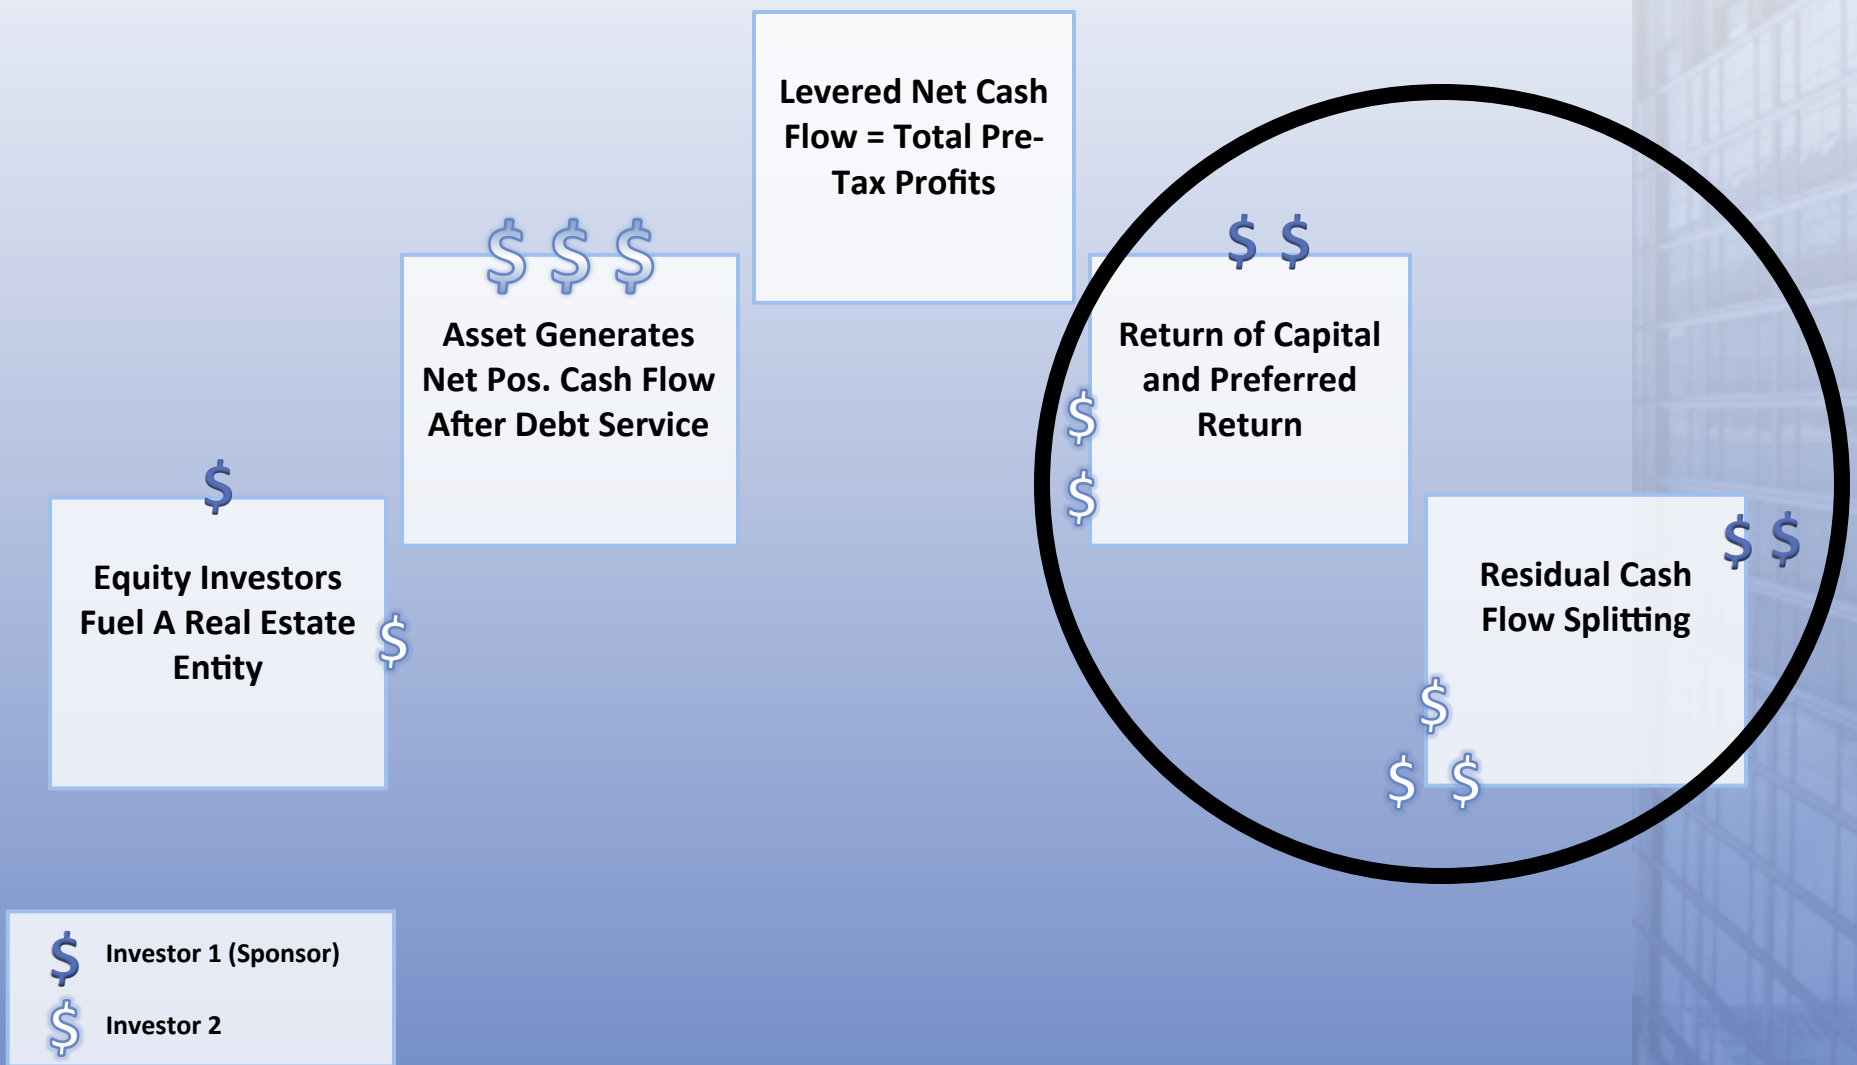 Levered Net Cash
Flow = Total Pre-
Tax Profits
$ $ $
Asset Generates
Net Pos. Cash Flow
After Debt Service
$ $
Return of Capital
and Preferred
Return
$
$
$
Equity Investors
Fuel A Real Estate
Entity
$
$ $
Residual Cash
Flow Splitting
$
$ $
$ Investor 1 (Sponsor)
$ Investor 2